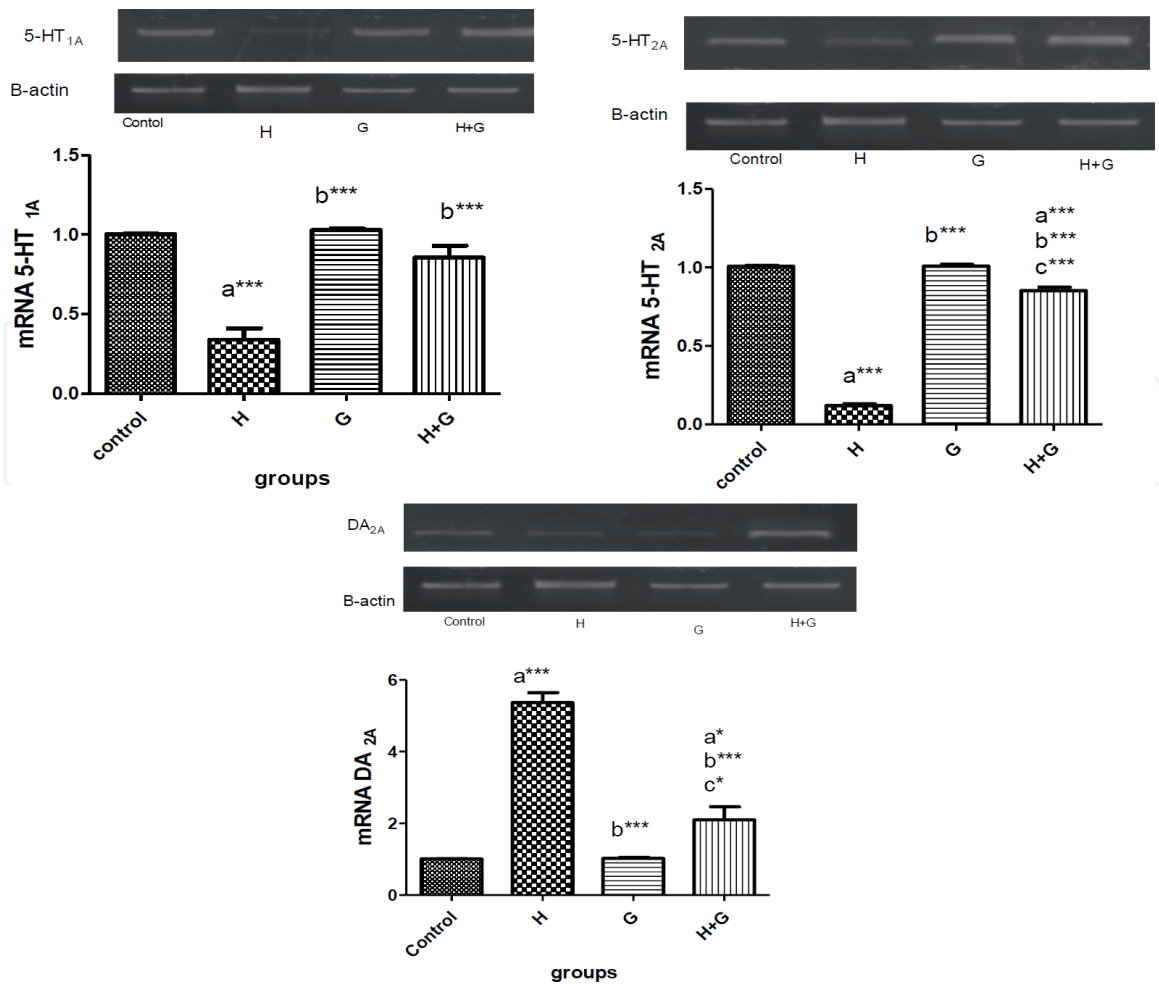 5-HT1A
B-actin
Contol H G H+G
1.5
1.0
0.5
0.0
mRNA 5-HT 1A
a***
b***
b***
control H G H+G
groups
5-HT2A
B-actin
Control H G H+G
1.5
1.0
0.5
0.0
mRNA 5-HT 2A
a***
b***
a***
b***
c***
control H G H+G
DA2A
B-actin
Control H G H+G
6
4
2
0
mRNA DA 2A
a***
b***
a*
b***
c*
Control H G H+G
groups